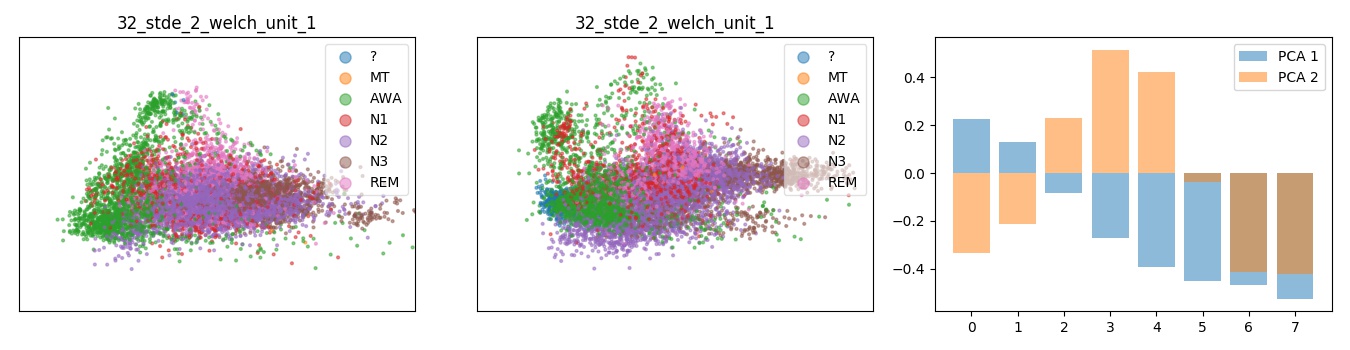 32_stde_2_welch_unit_1
?
MT
AWA
N1
N2
N3
REM
32_stde_2_welch_unit_1
?
MT
AWA
N1
N2
N3
REM
PCA 1
PCA 2
0.4
0.2
0.0
−0.2
−0.4
0 1 2 3 4 5 6 7